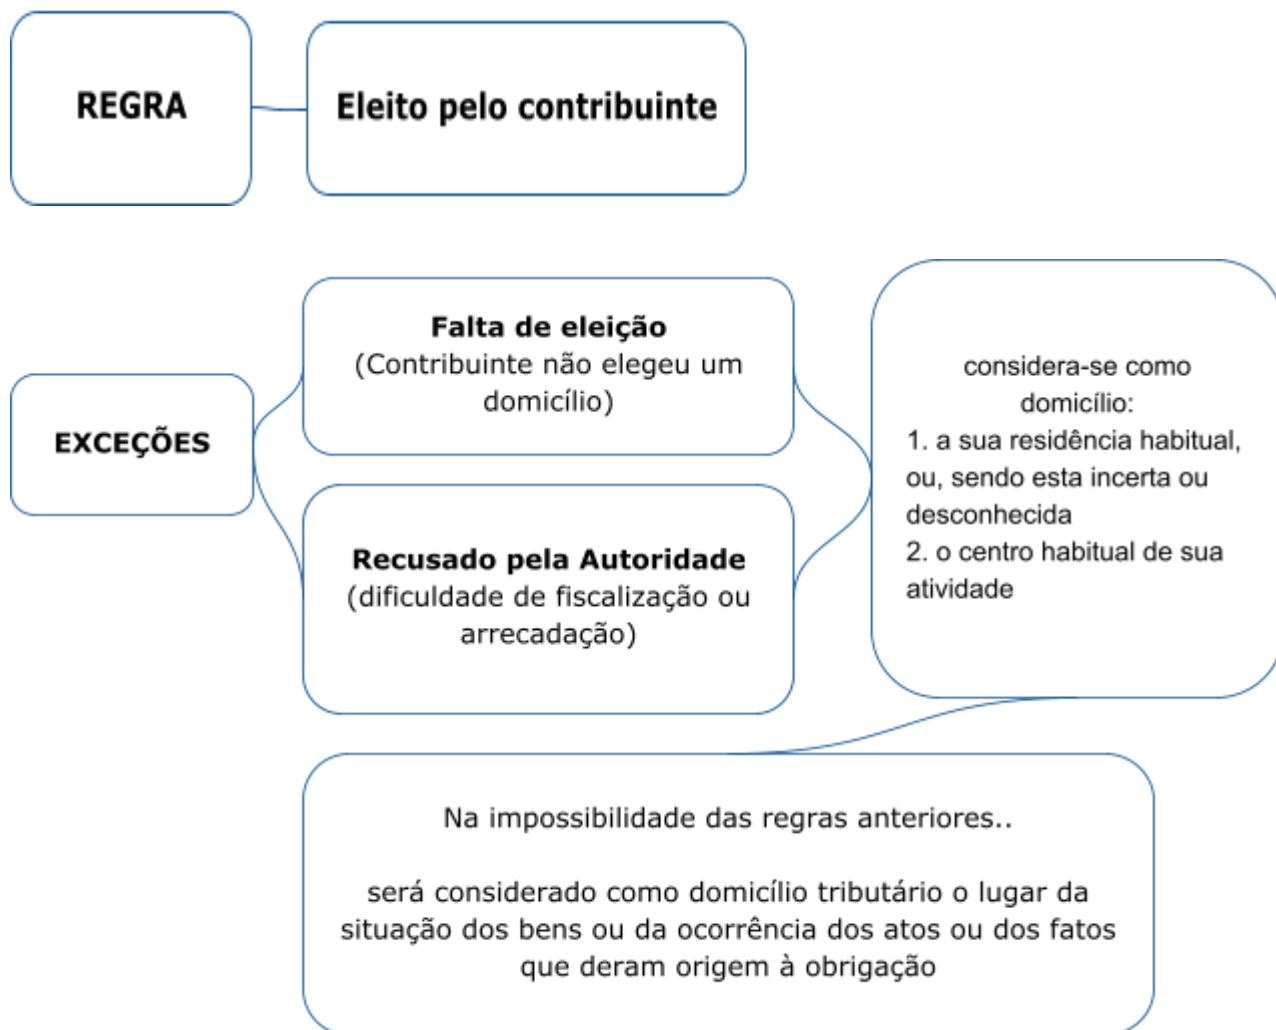 REGRA
Eleito pelo contribuinte
EXCEÇÕES
Falta de eleição
(Contribuinte não elegeu um
domicílio)
Recusado pela Autoridade
(dificuldade de fiscalização ou
arrecadação)
considera-se como
domicílio:
1. a sua residência habitual,
ou, sendo esta incerta ou
desconhecida
2. o centro habitual de sua
atividade
Na impossibilidade das regras anteriores..
será considerado como domicílio tributário o lugar da
situação dos bens ou da ocorrência dos atos ou dos fatos
que deram origem à obrigação